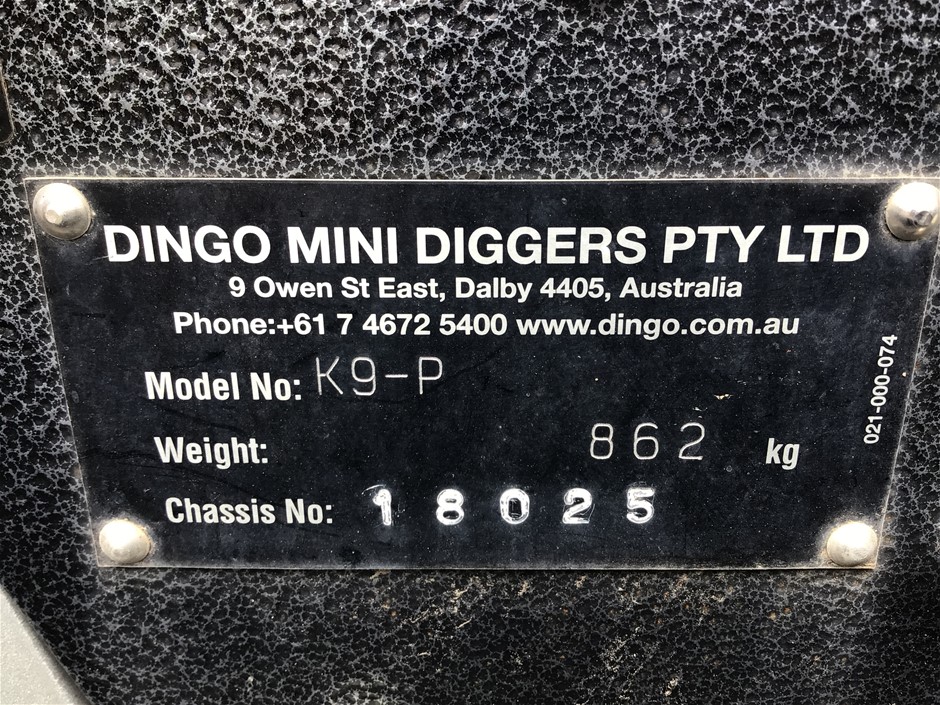 DINGO MINI DIGGERS PTY LTD
9 Owen St East, Dalby 4405, Australia
Phone:+61 7 4672 5400 www.dingo.com.au
Model No: K9-P
Weight: 862 kg
Chassis No: 18025
021-000-074